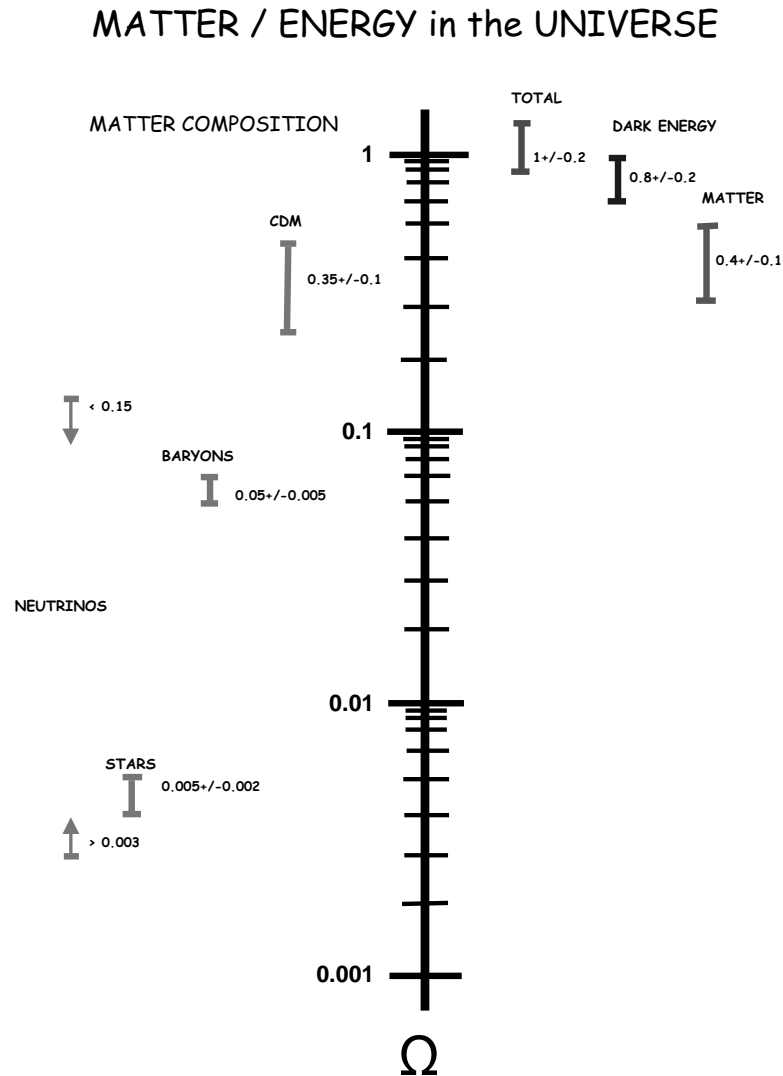 MATTER / ENERGY in the UNIVERSE
TOTAL
MATTER COMPOSITION
DARK ENERGY
1
1+/-0.2
0.8+/-0.2
MATTER
CDM
0.4+/-0.1
0.35+/-0.1
< 0.15
0.1
BARYONS
0.05+/-0.005
NEUTRINOS
0.01
STARS
0.005+/-0.002
> 0.003
0.001
Ω